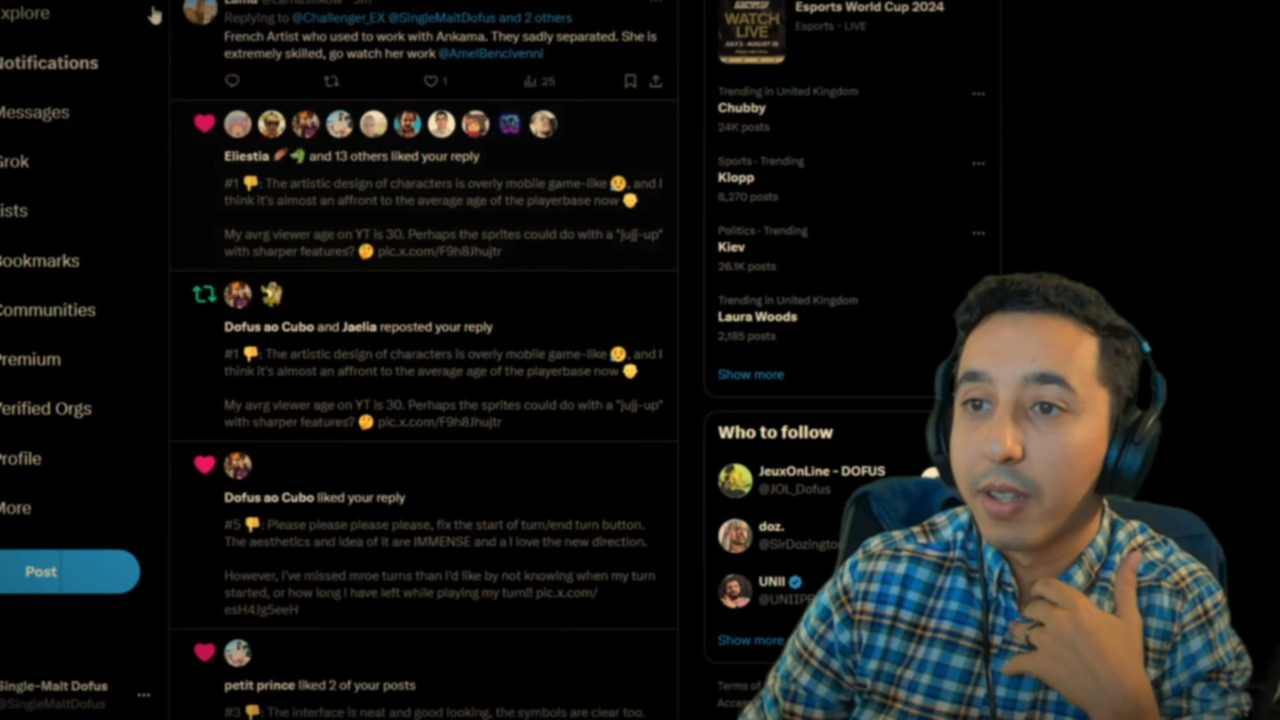 xplore
Notifications
Messages
Grok
ists
Bookmarks
Communities
Premium
Verified Orgs
Profile
More
Post
Single-Malt Dofus
@SingleMaltDofus
Replying to @Challenger_EX @SingleMaltDofus and 2 others
French Artist who used to work with Ankama. They sadly separated. She is
extremely skilled, go watch her work @AmelBencivenni
1
25
Eliestia and 13 others liked your reply
#1 👎: The artistic design of characters is overly mobile game-like 😥, and I
think it's almost an affront to the average age of the playerbase now
My avrg viewer age on YT is 30. Perhaps the sprites could do with a "jujj-up"
with sharper features? 🤔 pic.x.com/F9h8Jhujtr
Dofus ao Cubo and Jaelia reposted your reply
#1 👎: The artistic design of characters is overly mobile game-like 😥, and I
think it's almost an affront to the average age of the playerbase now
My avrg viewer age on YT is 30. Perhaps the sprites could do with a "jujj-up"
with sharper features? 🤔 pic.x.com/F9h8Jhujtr
Dofus ao Cubo liked your reply
#5 👎: Please please please please, fix the start of turn/end turn button.
The aesthetics and idea of it are IMMENSE and a I love the new direction.
However, I've missed mroe turns than I'd like by not knowing when my turn
started, or how long I have left while playing my turn!! pic.x.com/
esH4Jg5eeH
petit prince liked 2 of your posts
#3 👎: The interface is neat and good looking, the symbols are clear too.
WATCH
LIVE
JULY 3 - AUGUST 25
Esports World Cup 2024
Esports · LIVE
Trending in United Kingdom
Chubby
24K posts
Sports · Trending
Klopp
8,270 posts
Politics · Trending
Kiev
26.1K posts
Trending in United Kingdom
Laura Woods
2,185 posts
Show more
Who to follow
JeuxOnLine - DOFUS
@JOL_Dofus
doz.
@SirDozingto
UNII
@UNIIP
Show more
Terms of